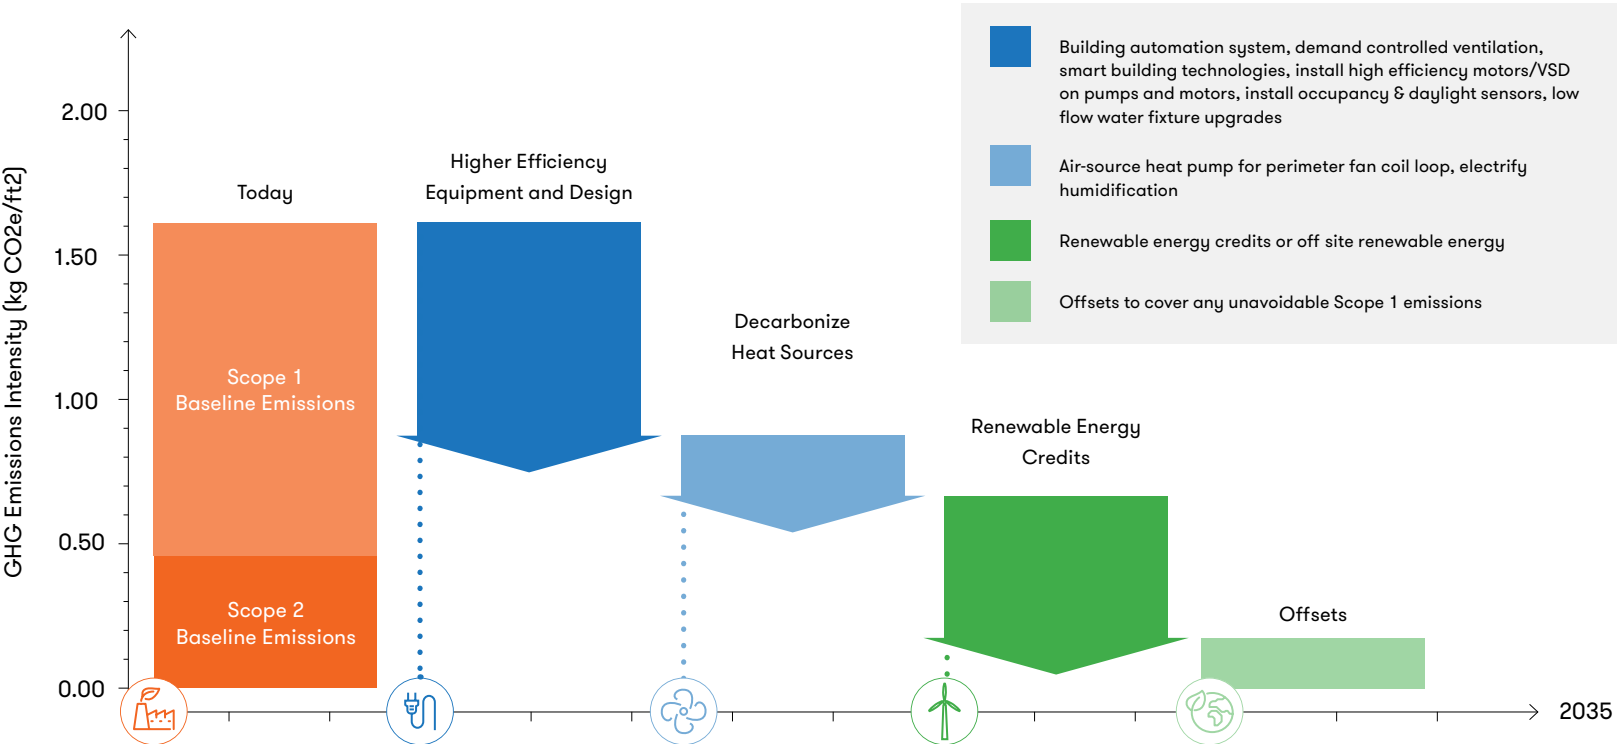 GHG Emissions Intensity (kg CO2e/ft2)
2.00
1.50
1.00
0.50
0.00
Today
Scope 1
Baseline Emissions
Scope 2
Baseline Emissions
Higher Efficiency
Equipment and Design
Decarbonize
Heat Sources
Renewable Energy
Credits
Offsets
2035
Building automation system, demand controlled ventilation,
smart building technologies, install high efficiency motors/VSD
on pumps and motors, install occupancy & daylight sensors, low
flow water fixture upgrades
Air-source heat pump for perimeter fan coil loop, electrify
humidification
Renewable energy credits or off site renewable energy
Offsets to cover any unavoidable Scope 1 emissions